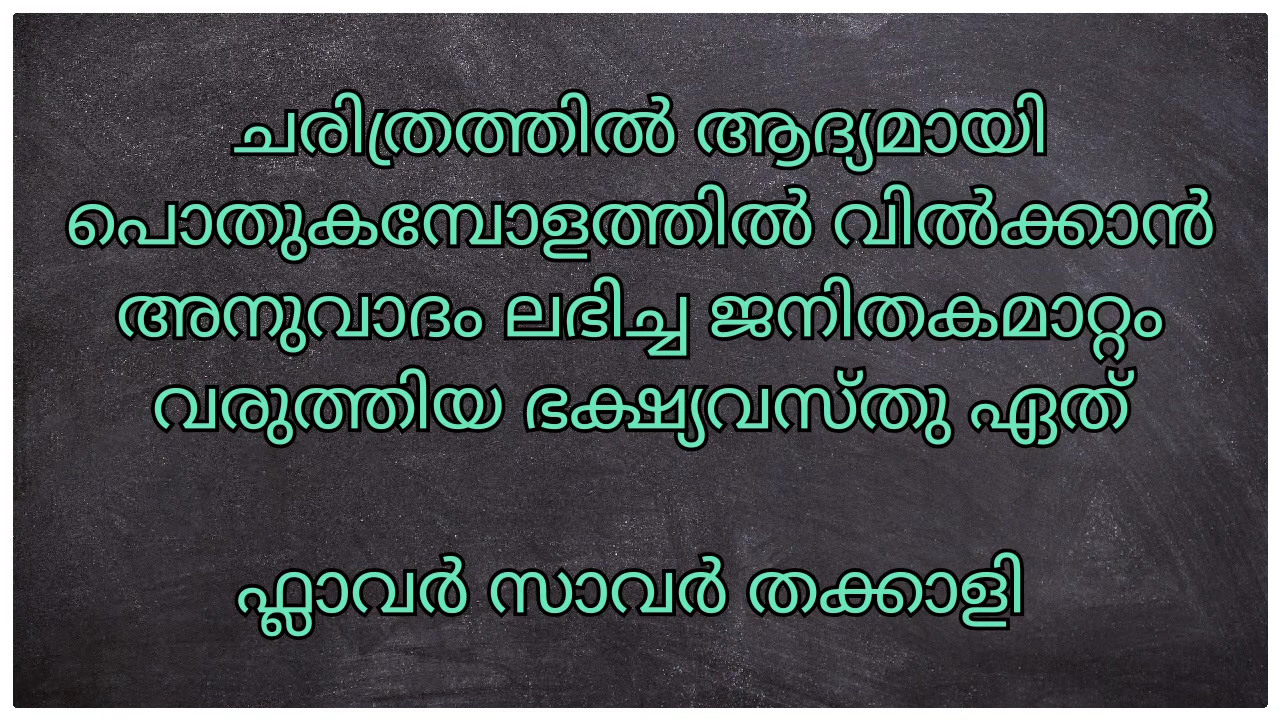 ചരിത്രത്തിൽ ആദ്യമായി
പൊതുകമ്പോളത്തിൽ വിൽക്കാൻ
അനുവാദം ലഭിച്ച ജനിതകമാറ്റം
വരുത്തിയ ഭക്ഷ്യവസ്തു ഏത്
ഫ്ലാവർ സാവർ തക്കാളി